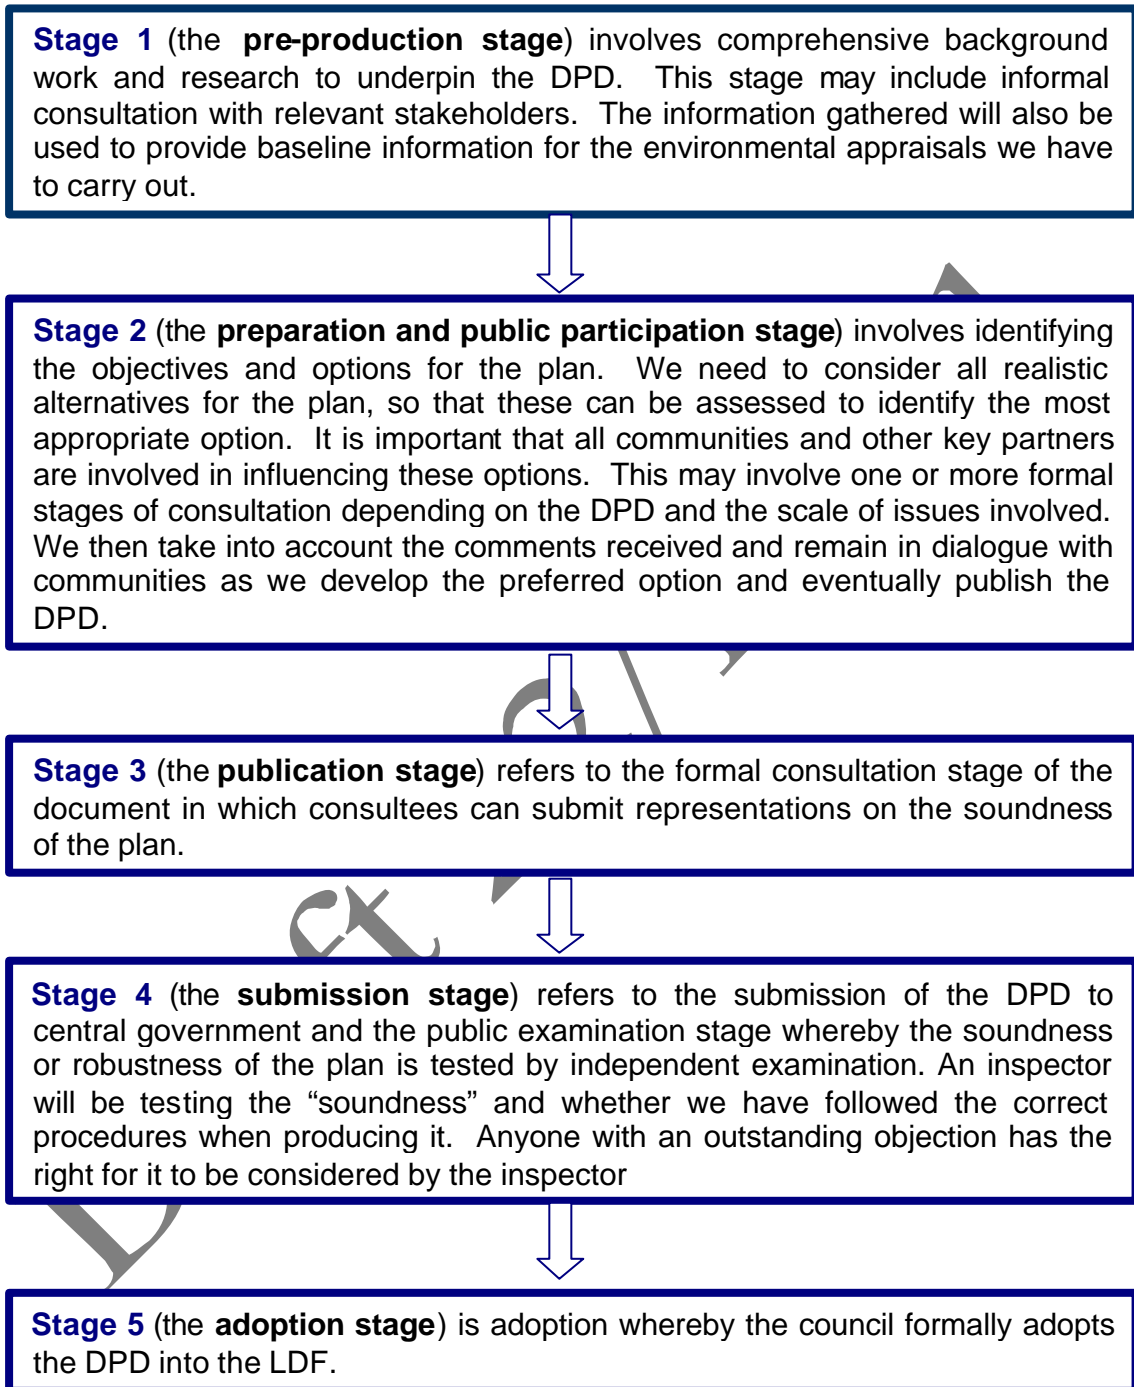 Stage 1 (the pre-production stage) involves comprehensive background
work and research to underpin the DPD. This stage may include informal
consultation with relevant stakeholders. The information gathered will also be
used to provide baseline information for the environmental appraisals we have
to carry out.
Stage 2 (the preparation and public participation stage) involves identifying
the objectives and options for the plan. We need to consider all realistic
alternatives for the plan, so that these can be assessed to identify the most
appropriate option. It is important that all communities and other key partners
are involved in influencing these options. This may involve one or more formal
stages of consultation depending on the DPD and the scale of issues involved.
We then take into account the comments received and remain in dialogue with
communities as we develop the preferred option and eventually publish the
DPD.
Stage 3 (the publication stage) refers to the formal consultation stage of the
document in which consultees can submit representations on the soundness
of the plan.
Stage 4 (the submission stage) refers to the submission of the DPD to
central government and the public examination stage whereby the soundness
or robustness of the plan is tested by independent examination. An inspector
will be testing the “soundness” and whether we have followed the correct
procedures when producing it. Anyone with an outstanding objection has the
right for it to be considered by the inspector
Stage 5 (the adoption stage) is adoption whereby the council formally adopts
the DPD into the LDF.